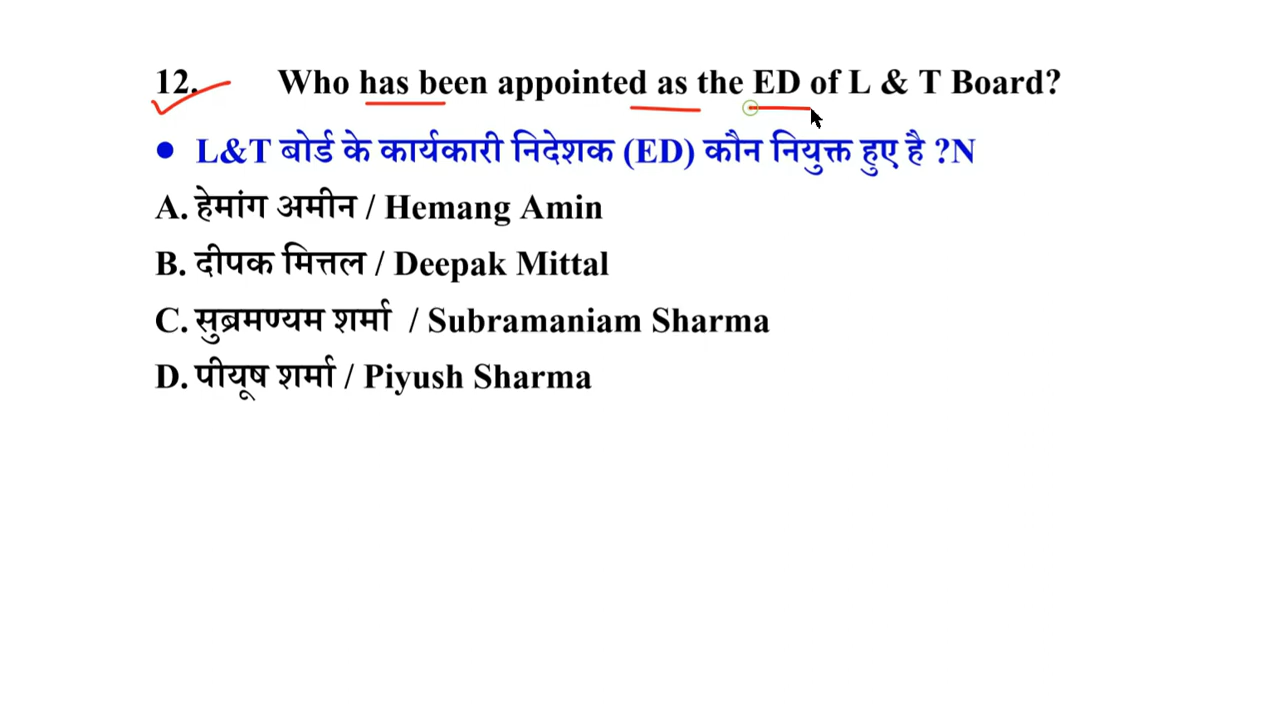 12. Who has been appointed as the ED of L & T Board?
● L&T बोर्ड के कार्यकारी निदेशक (ED) कौन नियुक्त हुए है ?N
A. हेमांग अमीन / Hemang Amin
B. दीपक मित्तल / Deepak Mittal
C. सुब्रमण्यम शर्मा / Subramaniam Sharma
D. पीयूष शर्मा / Piyush Sharma